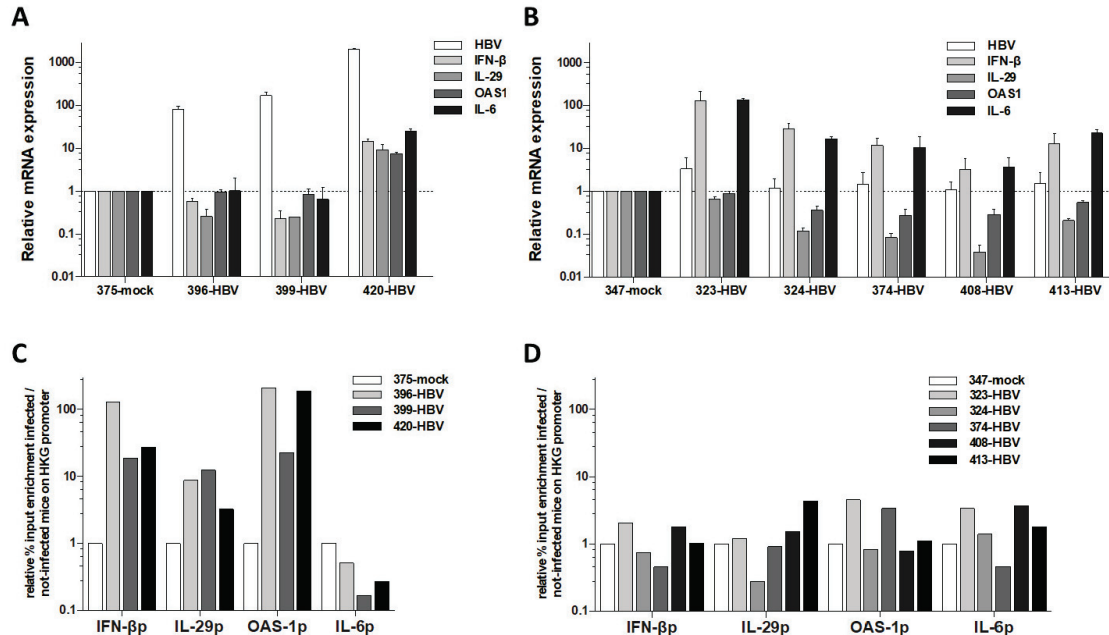 A
Relative mRNA expression
1000
100
10
1
0.1
0.01
HBV
IFN-β
IL-29
OAS1
IL-6
375-mock 396-HBV 399-HBV 420-HBV
B
Relative mRNA expression
1000
100
10
1
0.1
0.01
HBV
IFN-β
IL-29
OAS1
IL-6
347-mock 323-HBV 324-HBV 374-HBV 408-HBV 413-HBV
C
relative % input enrichment infected /
not-infected mice on HKG promoter
100
10
1
0.1
375-mock
396-HBV
399-HBV
420-HBV
IFN-βp IL-29p OAS-1p IL-6p
D
relative % input enrichment infected /
not-infected mice on HKG promoter
100
10
1
0.1
347-mock
323-HBV
324-HBV
374-HBV
408-HBV
413-HBV
IFN-βp IL-29p OAS-1p IL-6p